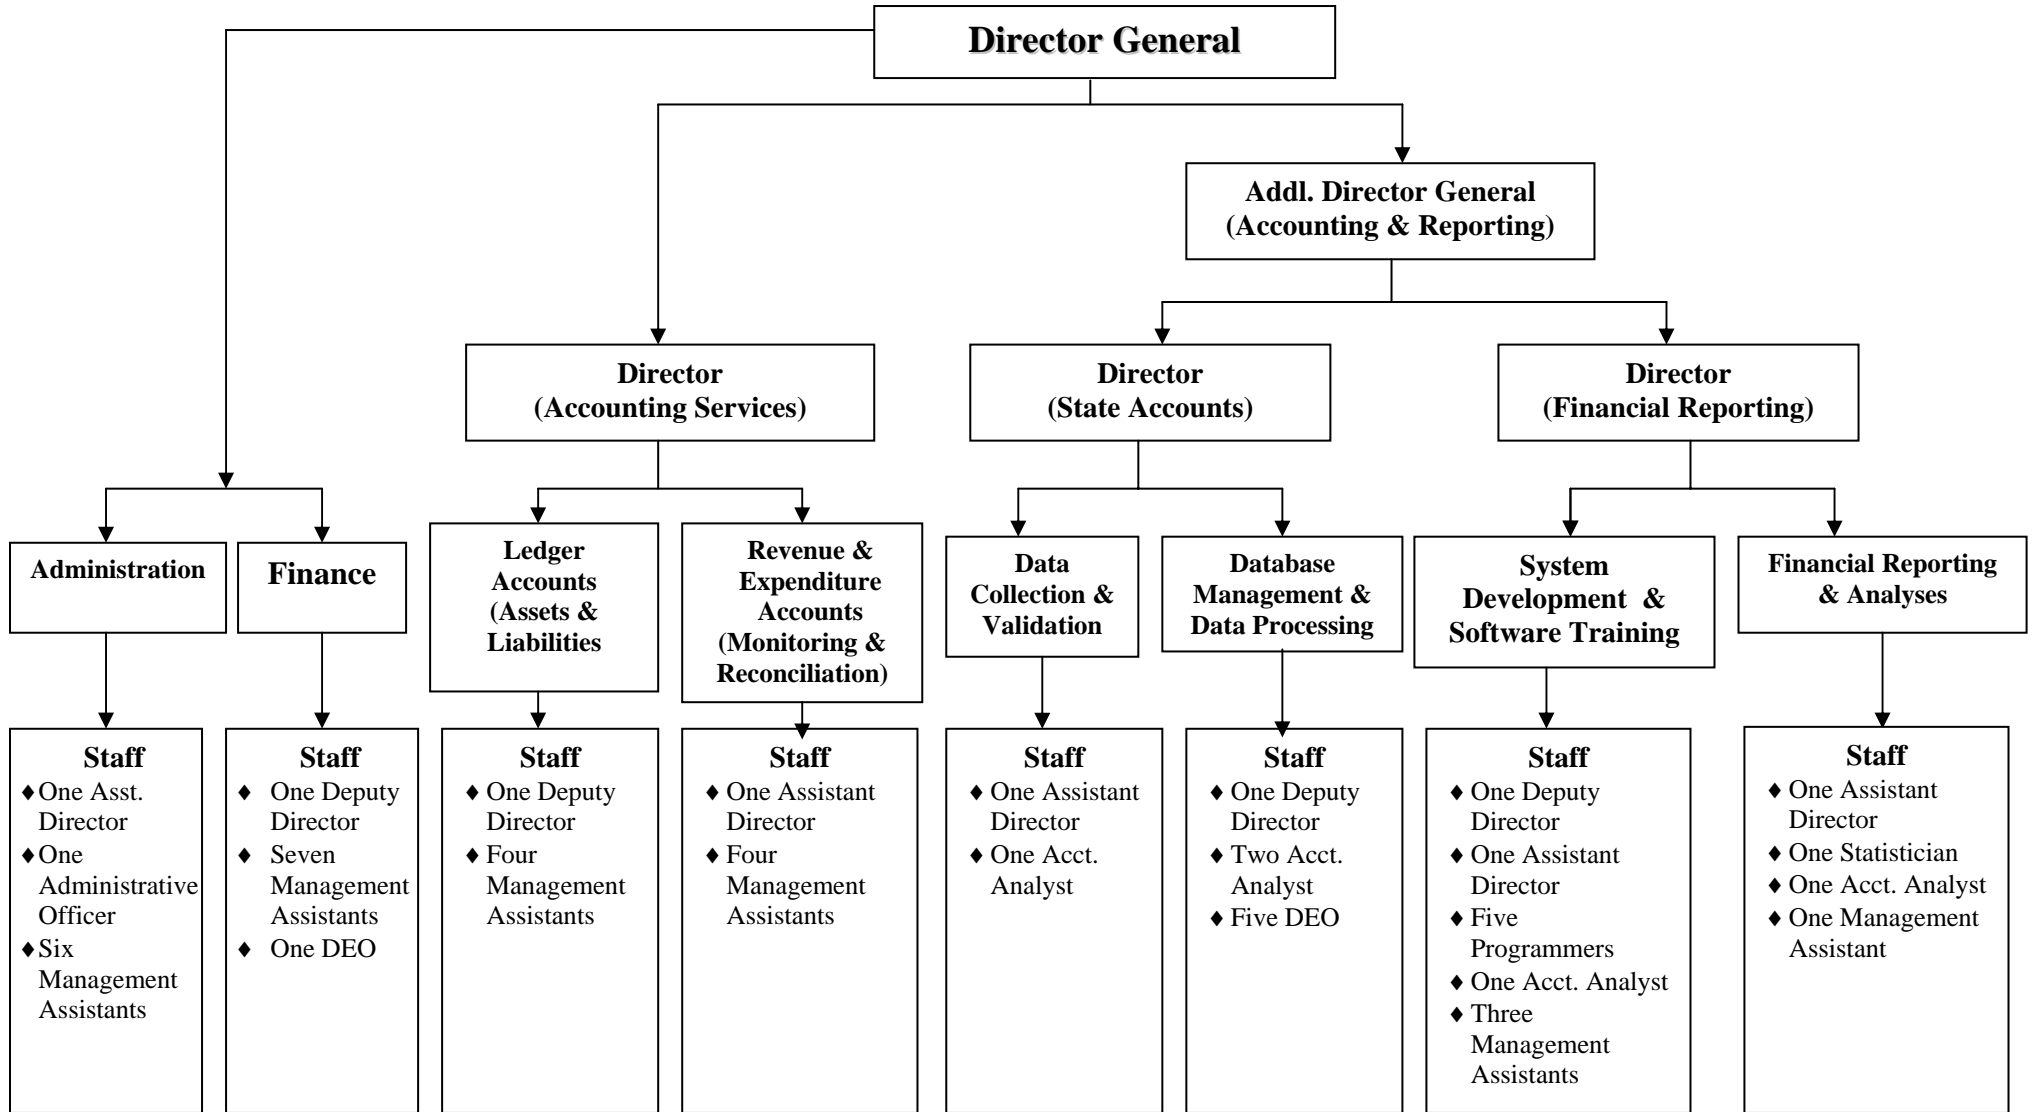 Director General
Addl. Director General
(Accounting & Reporting)
Director
(Accounting Services)
Director
(State Accounts)
Director
(Financial Reporting)
Administration
Finance
Ledger
Accounts
(Assets &
Liabilities
Revenue &
Expenditure
Accounts
(Monitoring &
Reconciliation)
Data
Collection &
Validation
Database
Management &
Data Processing
System
Development &
Software Training
Financial Reporting
& Analyses
Staff
♦ One Asst.
Director
♦ One
Administrative
Officer
♦ Six
Management
Assistants
Staff
♦ One Deputy
Director
♦ Seven
Management
Assistants
♦ One DEO
Staff
♦ One Deputy
Director
♦ Four
Management
Assistants
Staff
♦ One Assistant
Director
♦ Four
Management
Assistants
Staff
♦ One Assistant
Director
♦ One Acct.
Analyst
Staff
♦ One Deputy
Director
♦ Two Acct.
Analyst
♦ Five DEO
Staff
♦ One Deputy
Director
♦ One Assistant
Director
♦ Five
Programmers
♦ One Acct. Analyst
♦ Three
Management
Assistants
Staff
♦ One Assistant
Director
♦ One Statistician
♦ One Acct. Analyst
♦ One Management
Assistant